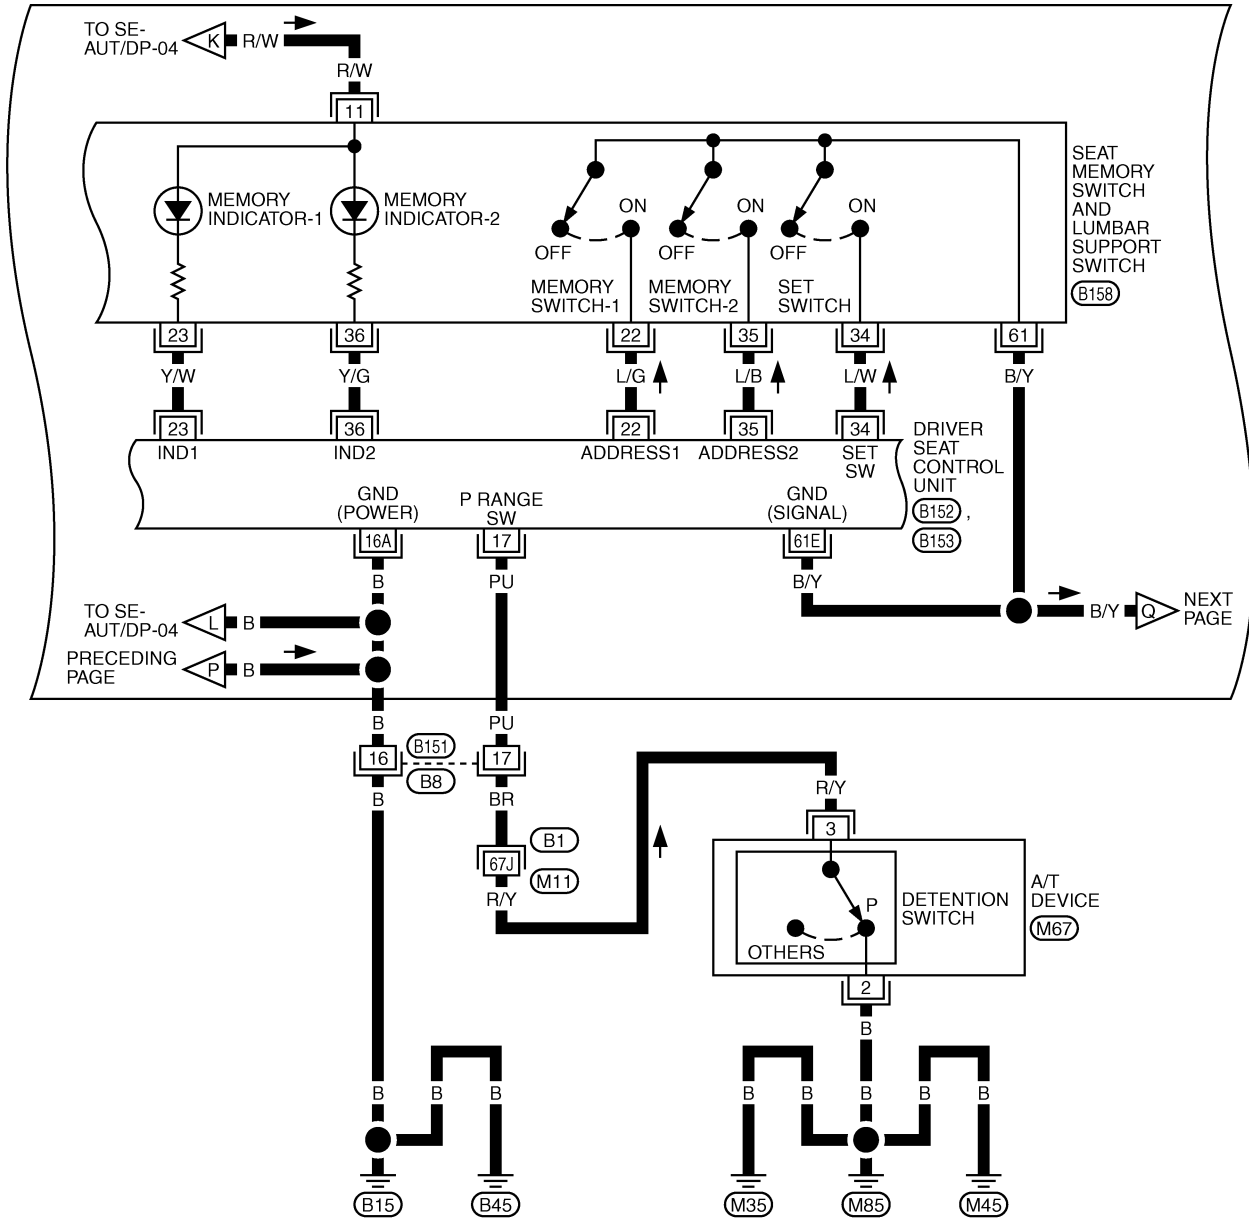 TO SE-
AUT/DP-04
K
R/W
R/W
11
MEMORY
INDICATOR-1
MEMORY
INDICATOR-2
ON
OFF
ON
OFF
ON
OFF
MEMORY
SWITCH-1
MEMORY
SWITCH-2
SET
SWITCH
SEAT
MEMORY
SWITCH
AND
LUMBAR
SUPPORT
SWITCH
B158
23
36
22
35
34
61
Y/W
Y/G
L/G
L/B
L/W
B/Y
23
36
22
35
34
IND1
IND2
ADDRESS1
ADDRESS2
SET
SW
DRIVER
SEAT
CONTROL
UNIT
B152 ,
B153
GND
(POWER)
P RANGE
SW
GND
(SIGNAL)
16A
17
61E
B
PU
B/Y
TO SE-
AUT/DP-04
L
B
B/Y
Q
NEXT
PAGE
PRECEDING
PAGE
P
B
B
PU
16
B151
B8
17
B
BR
R/Y
B1
67J
M11
R/Y
3
P
OTHERS
DETENTION
SWITCH
A/T
DEVICE
M67
2
B
B
B
B
B
B
B
B
B
B15
B45
M35
M85
M45